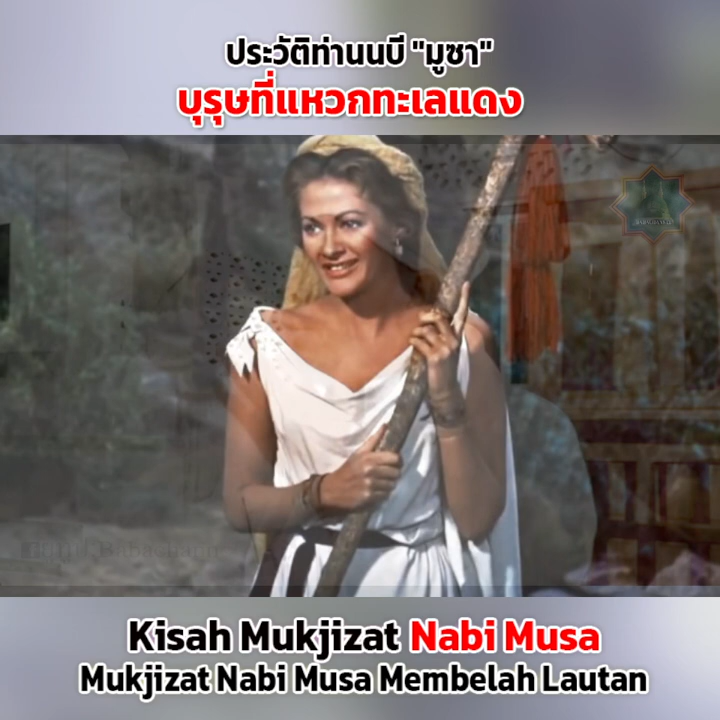 ประวัติท่านนบี "มูซา"
บุรุษที่แหวกทะเลแดง
Kisah Mukjizat Nabi Musa
Mukjizat Nabi Musa Membelah Lautan